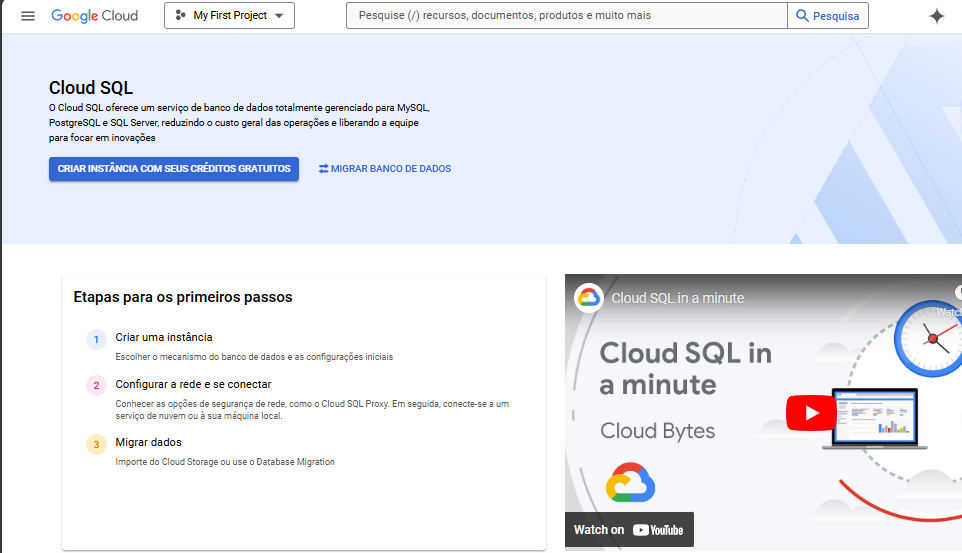 Google Cloud
My First Project
Pesquise (/) recursos, documentos, produtos e muito mais
Pesquisa
Cloud SQL
O Cloud SQL oferece um serviço de banco de dados totalmente gerenciado para MySQL,
PostgreSQL e SQL Server, reduzindo o custo geral das operações e liberando a equipe
para focar em inovações
CRIAR INSTÂNCIA COM SEUS CRÉDITOS GRATUITOS
MIGRAR BANCO DE DADOS
Etapas para os primeiros passos
1
Criar uma instância
Escolher o mecanismo do banco de dados e as configurações iniciais
2
Configurar a rede e se conectar
Conhecer as opções de segurança de rede, como o Cloud SQL Proxy. Em seguida, conecte-se a um
serviço de nuvem ou à sua máquina local.
3
Migrar dados
Importe do Cloud Storage ou use o Database Migration
Cloud SQL in a minute
Cloud SQL in
a minute
Cloud Bytes
Watch on YouTube